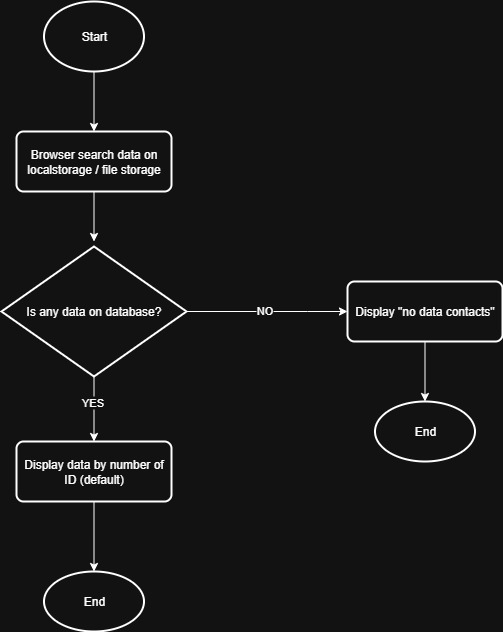 Start
Browser search data on
localstorage / file storage
Is any data on database?
NO
Display "no data contacts"
YES
End
Display data by number of
ID (default)
End